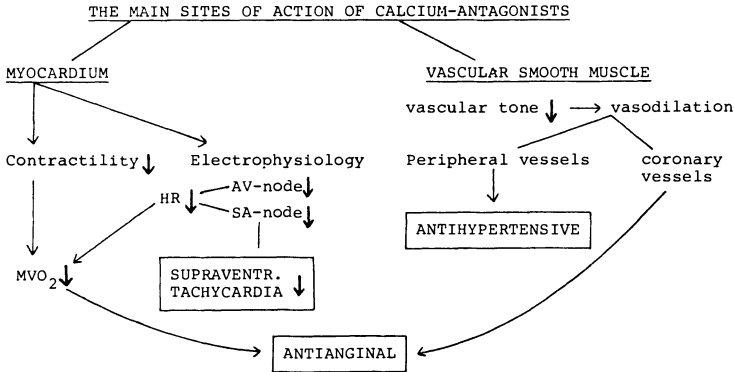 THE MAIN SITES OF ACTION OF CALCIUM-ANTAGONISTS
MYOCARDIUM
VASCULAR SMOOTH MUSCLE
vascular tone ↓ → vasodilation
Contractility ↓
Electrophysiology
HR ↓
AV-node ↓
SA-node ↓
Peripheral vessels
coronary
vessels
ANTIHYPERTENSIVE
MVO₂ ↓
SUPRAVENTR.
TACHYCARDIA ↓
ANTIANGINAL